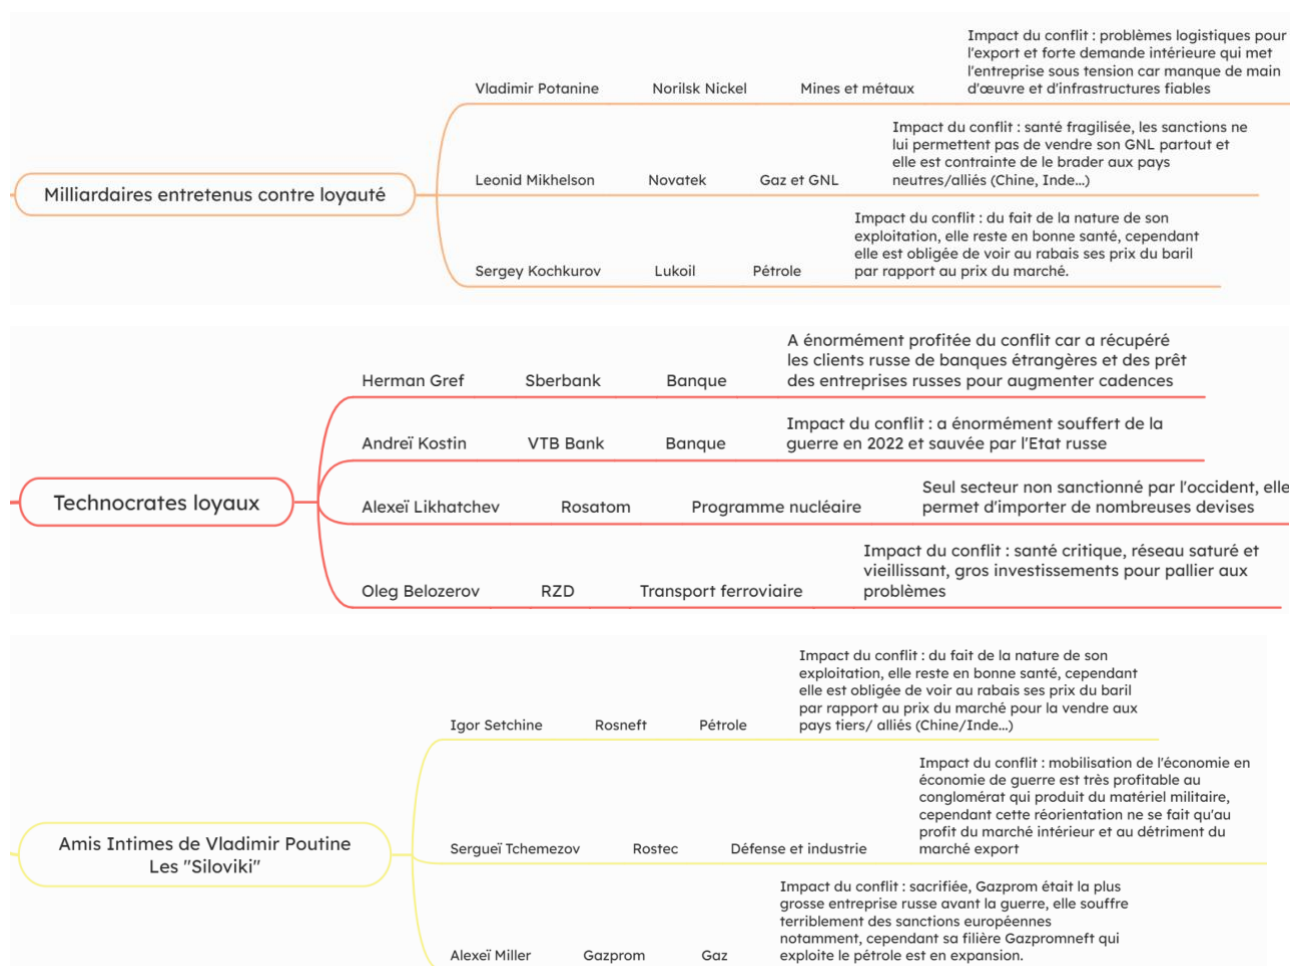 Milliardaires entretenus contre loyauté
Vladimir Potanine
Norilsk Nickel
Mines et métaux
Impact du conflit : problèmes logistiques pour
l'export et forte demande intérieure qui met
l'entreprise sous tension car manque de main
d'œuvre et d'infrastructures fiables
Leonid Mikhelson
Novatek
Gaz et GNL
Impact du conflit : santé fragilisée, les sanctions ne
lui permettent pas de vendre son GNL partout et
elle est contrainte de le brader aux pays
neutres/alliés (Chine, Inde...)
Sergey Kochkurov
Lukoil
Pétrole
Impact du conflit : du fait de la nature de son
exploitation, elle reste en bonne santé, cependant
elle est obligée de voir au rabais ses prix du baril
par rapport au prix du marché.
Technocrates loyaux
Herman Gref
Sberbank
Banque
A énormément profitée du conflit car a récupéré
les clients russe de banques étrangères et des prêt
des entreprises russes pour augmenter cadences
Andreï Kostin
VTB Bank
Banque
Impact du conflit : a énormément souffert de la
guerre en 2022 et sauvée par l'Etat russe
Alexeï Likhatchev
Rosatom
Programme nucléaire
Seul secteur non sanctionné par l'occident, elle
permet d'importer de nombreuses devises
Oleg Belozerov
RZD
Transport ferroviaire
Impact du conflit : santé critique, réseau saturé et
vieillissant, gros investissements pour pallier aux
problèmes
Amis Intimes de Vladimir Poutine
Les "Siloviki"
Igor Setchine
Rosneft
Pétrole
Impact du conflit : du fait de la nature de son
exploitation, elle reste en bonne santé, cependant
elle est obligée de voir au rabais ses prix du baril
par rapport au prix du marché pour la vendre aux
pays tiers/ alliés (Chine/Inde...)
Sergueï Tchemezov
Rostec
Défense et industrie
Impact du conflit : mobilisation de l'économie en
économie de guerre est très profitable au
conglomérat qui produit du matériel militaire,
cependant cette réorientation ne se fait qu'au
profit du marché intérieur et au détriment du
marché export
Alexeï Miller
Gazprom
Gaz
Impact du conflit : sacrifiée, Gazprom était la plus
grosse entreprise russe avant la guerre, elle souffre
terriblement des sanctions européennes
notamment, cependant sa filière Gazpromneft qui
exploite le pétrole est en expansion.